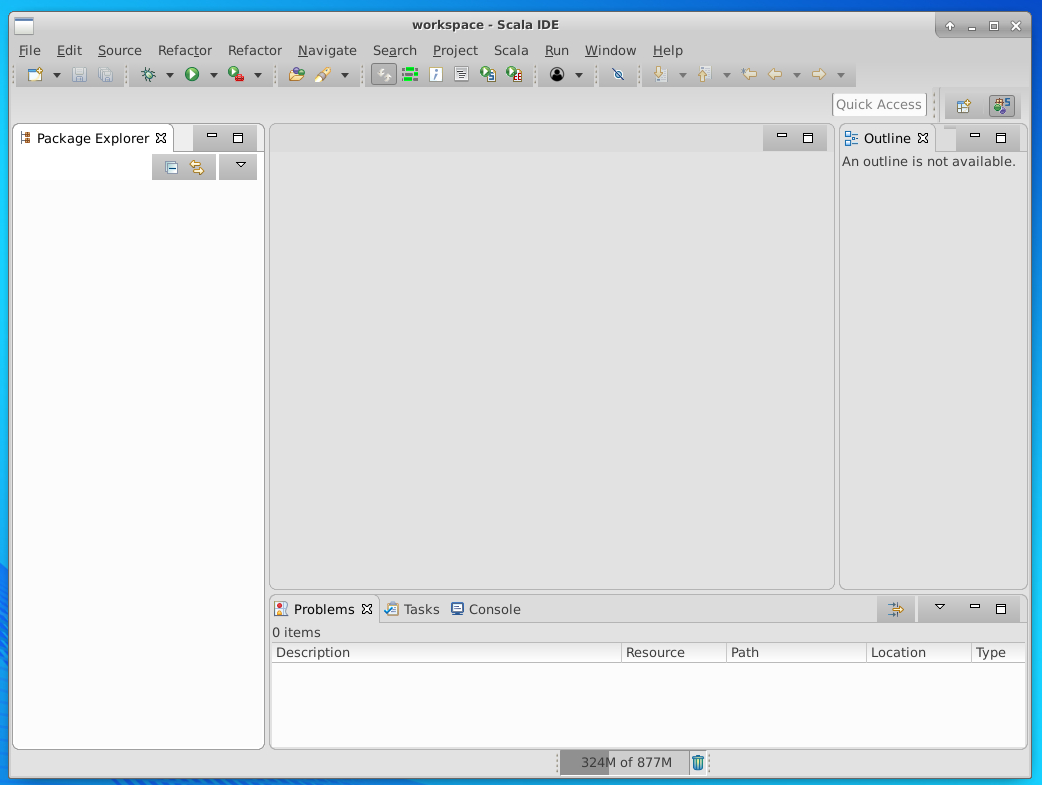 workspace - Scala IDE
File Edit Source Refactor Refactor Navigate Search Project Scala Run Window Help
Quick Access
Package Explorer
Outline
An outline is not available.
Problems Tasks Console
0 items
Description Resource Path Location Type
324M of 877M